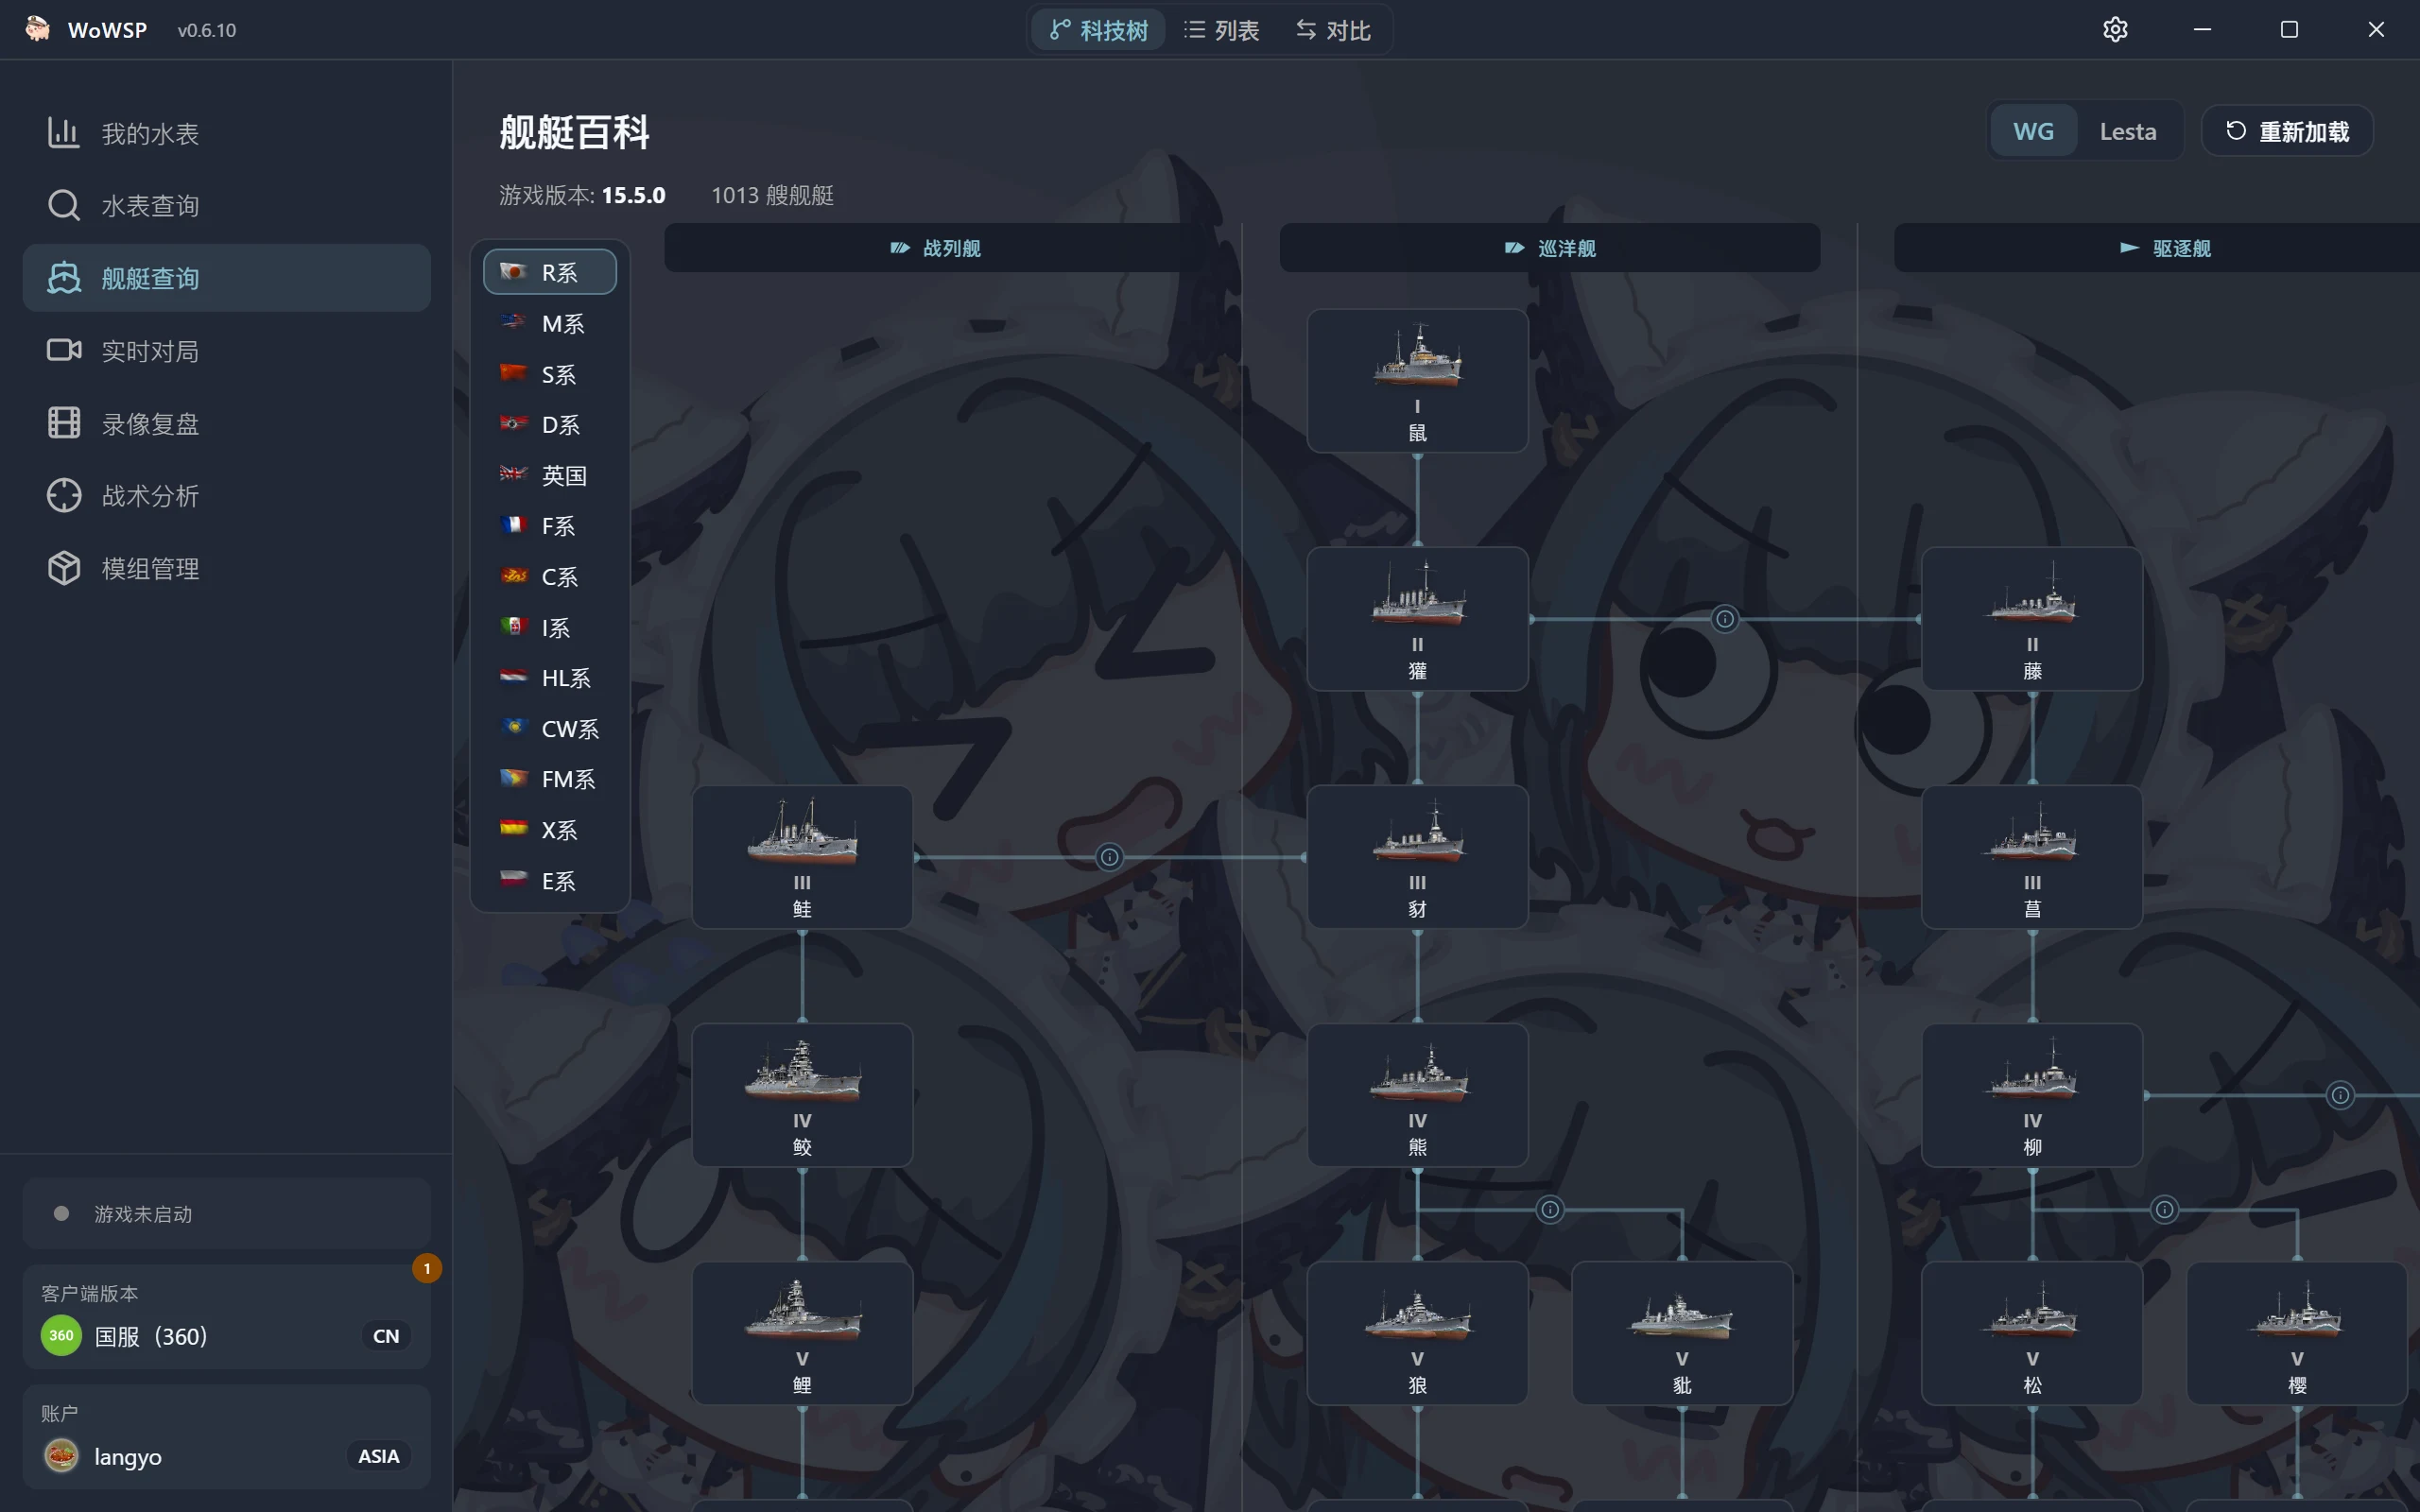 WoWSP v0.6.10
科技树 列表 对比
我的水表
水表查询
舰艇查询
实时对局
录像复盘
战术分析
模组管理
游戏未启动
1
客户端版本
360 国服（360） CN
账户
langyo ASIA
舰艇百科
WG Lesta 重新加载
游戏版本: 15.5.0 1013 艘舰艇
R系
M系
S系
D系
英国
F系
C系
I系
HL系
CW系
FM系
X系
E系
战列舰 巡洋舰 驱逐舰
I
鼠
II II
獾 藤
III III III
鲑 豺 菖
IV IV IV
鲛 熊 柳
V V V V V
鲤 狼 豼 松 樱